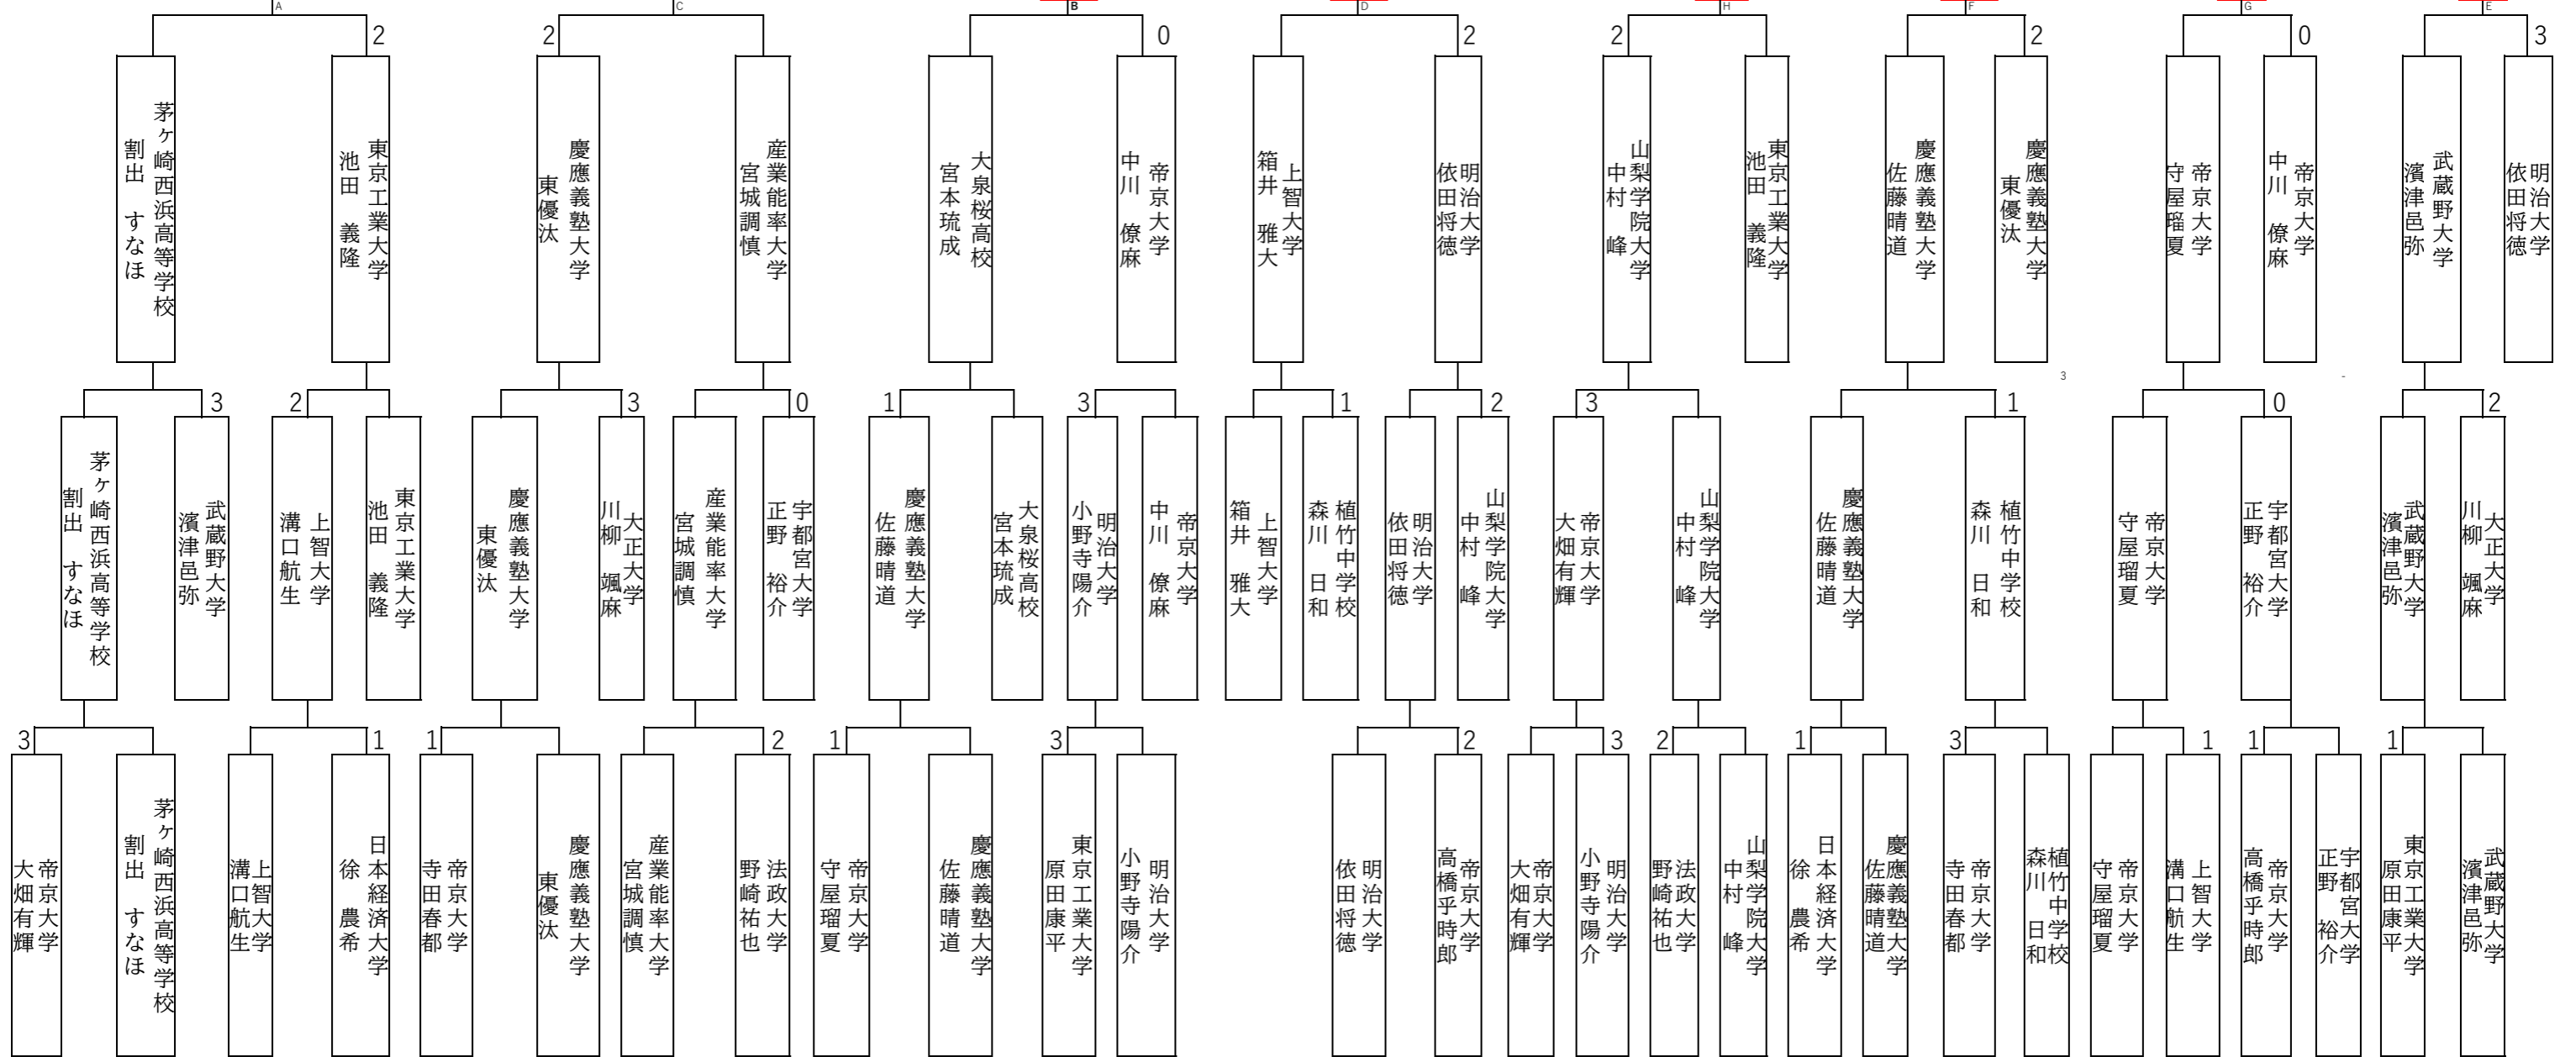 A
C
B
D
H
F
G
E
2
2
0
2
2
2
0
3
茅ヶ崎西浜高等学校
割出 すなほ
東京工業大学
池田 義隆
慶應義塾大学
東優汰
産業能率大学
宮城調慎
大泉桜高校
宮本琉成
帝京大学
中川 僚麻
上智大学
箱井 雅大
明治大学
依田将徳
山梨学院大学
中村 峰
東京工業大学
池田 義隆
慶應義塾大学
佐藤晴道
慶應義塾大学
東優汰
帝京大学
守屋瑠夏
帝京大学
中川 僚麻
武蔵野大学
濱津邑弥
明治大学
依田将徳
3
-
3
2
3
0
1
3
1
2
3
1
0
2
茅ヶ崎西浜高等学校
割出 すなほ
武蔵野大学
濱津邑弥
上智大学
溝口航生
東京工業大学
池田 義隆
慶應義塾大学
東優汰
大正大学
川柳 颯麻
産業能率大学
宮城調慎
宇都宮大学
正野 裕介
慶應義塾大学
佐藤晴道
大泉桜高校
宮本琉成
明治大学
小野寺陽介
帝京大学
中川 僚麻
上智大学
箱井 雅大
植竹中学校
森川 日和
明治大学
依田将徳
山梨学院大学
中村 峰
帝京大学
大畑有輝
山梨学院大学
中村 峰
慶應義塾大学
佐藤晴道
植竹中学校
森川 日和
帝京大学
守屋瑠夏
宇都宮大学
正野 裕介
武蔵野大学
濱津邑弥
大正大学
川柳 颯麻
3
1
1
2
1
3
2
3
2
1
3
1
1
1
帝京大学
大畑有輝
茅ヶ崎西浜高等学校
割出 すなほ
上智大学
溝口航生
日本経済大学
徐 農希
帝京大学
寺田春都
慶應義塾大学
東優汰
産業能率大学
宮城調慎
法政大学
野崎祐也
帝京大学
守屋瑠夏
慶應義塾大学
佐藤晴道
東京工業大学
原田康平
明治大学
小野寺陽介
明治大学
依田将徳
帝京大学
高橋乎時郎
帝京大学
大畑有輝
明治大学
小野寺陽介
法政大学
野崎祐也
山梨学院大学
中村 峰
日本経済大学
徐 農希
慶應義塾大学
佐藤晴道
帝京大学
寺田春都
植竹中学校
森川 日和
帝京大学
守屋瑠夏
上智大学
溝口航生
帝京大学
高橋乎時郎
宇都宮大学
正野 裕介
東京工業大学
原田康平
武蔵野大学
濱津邑弥